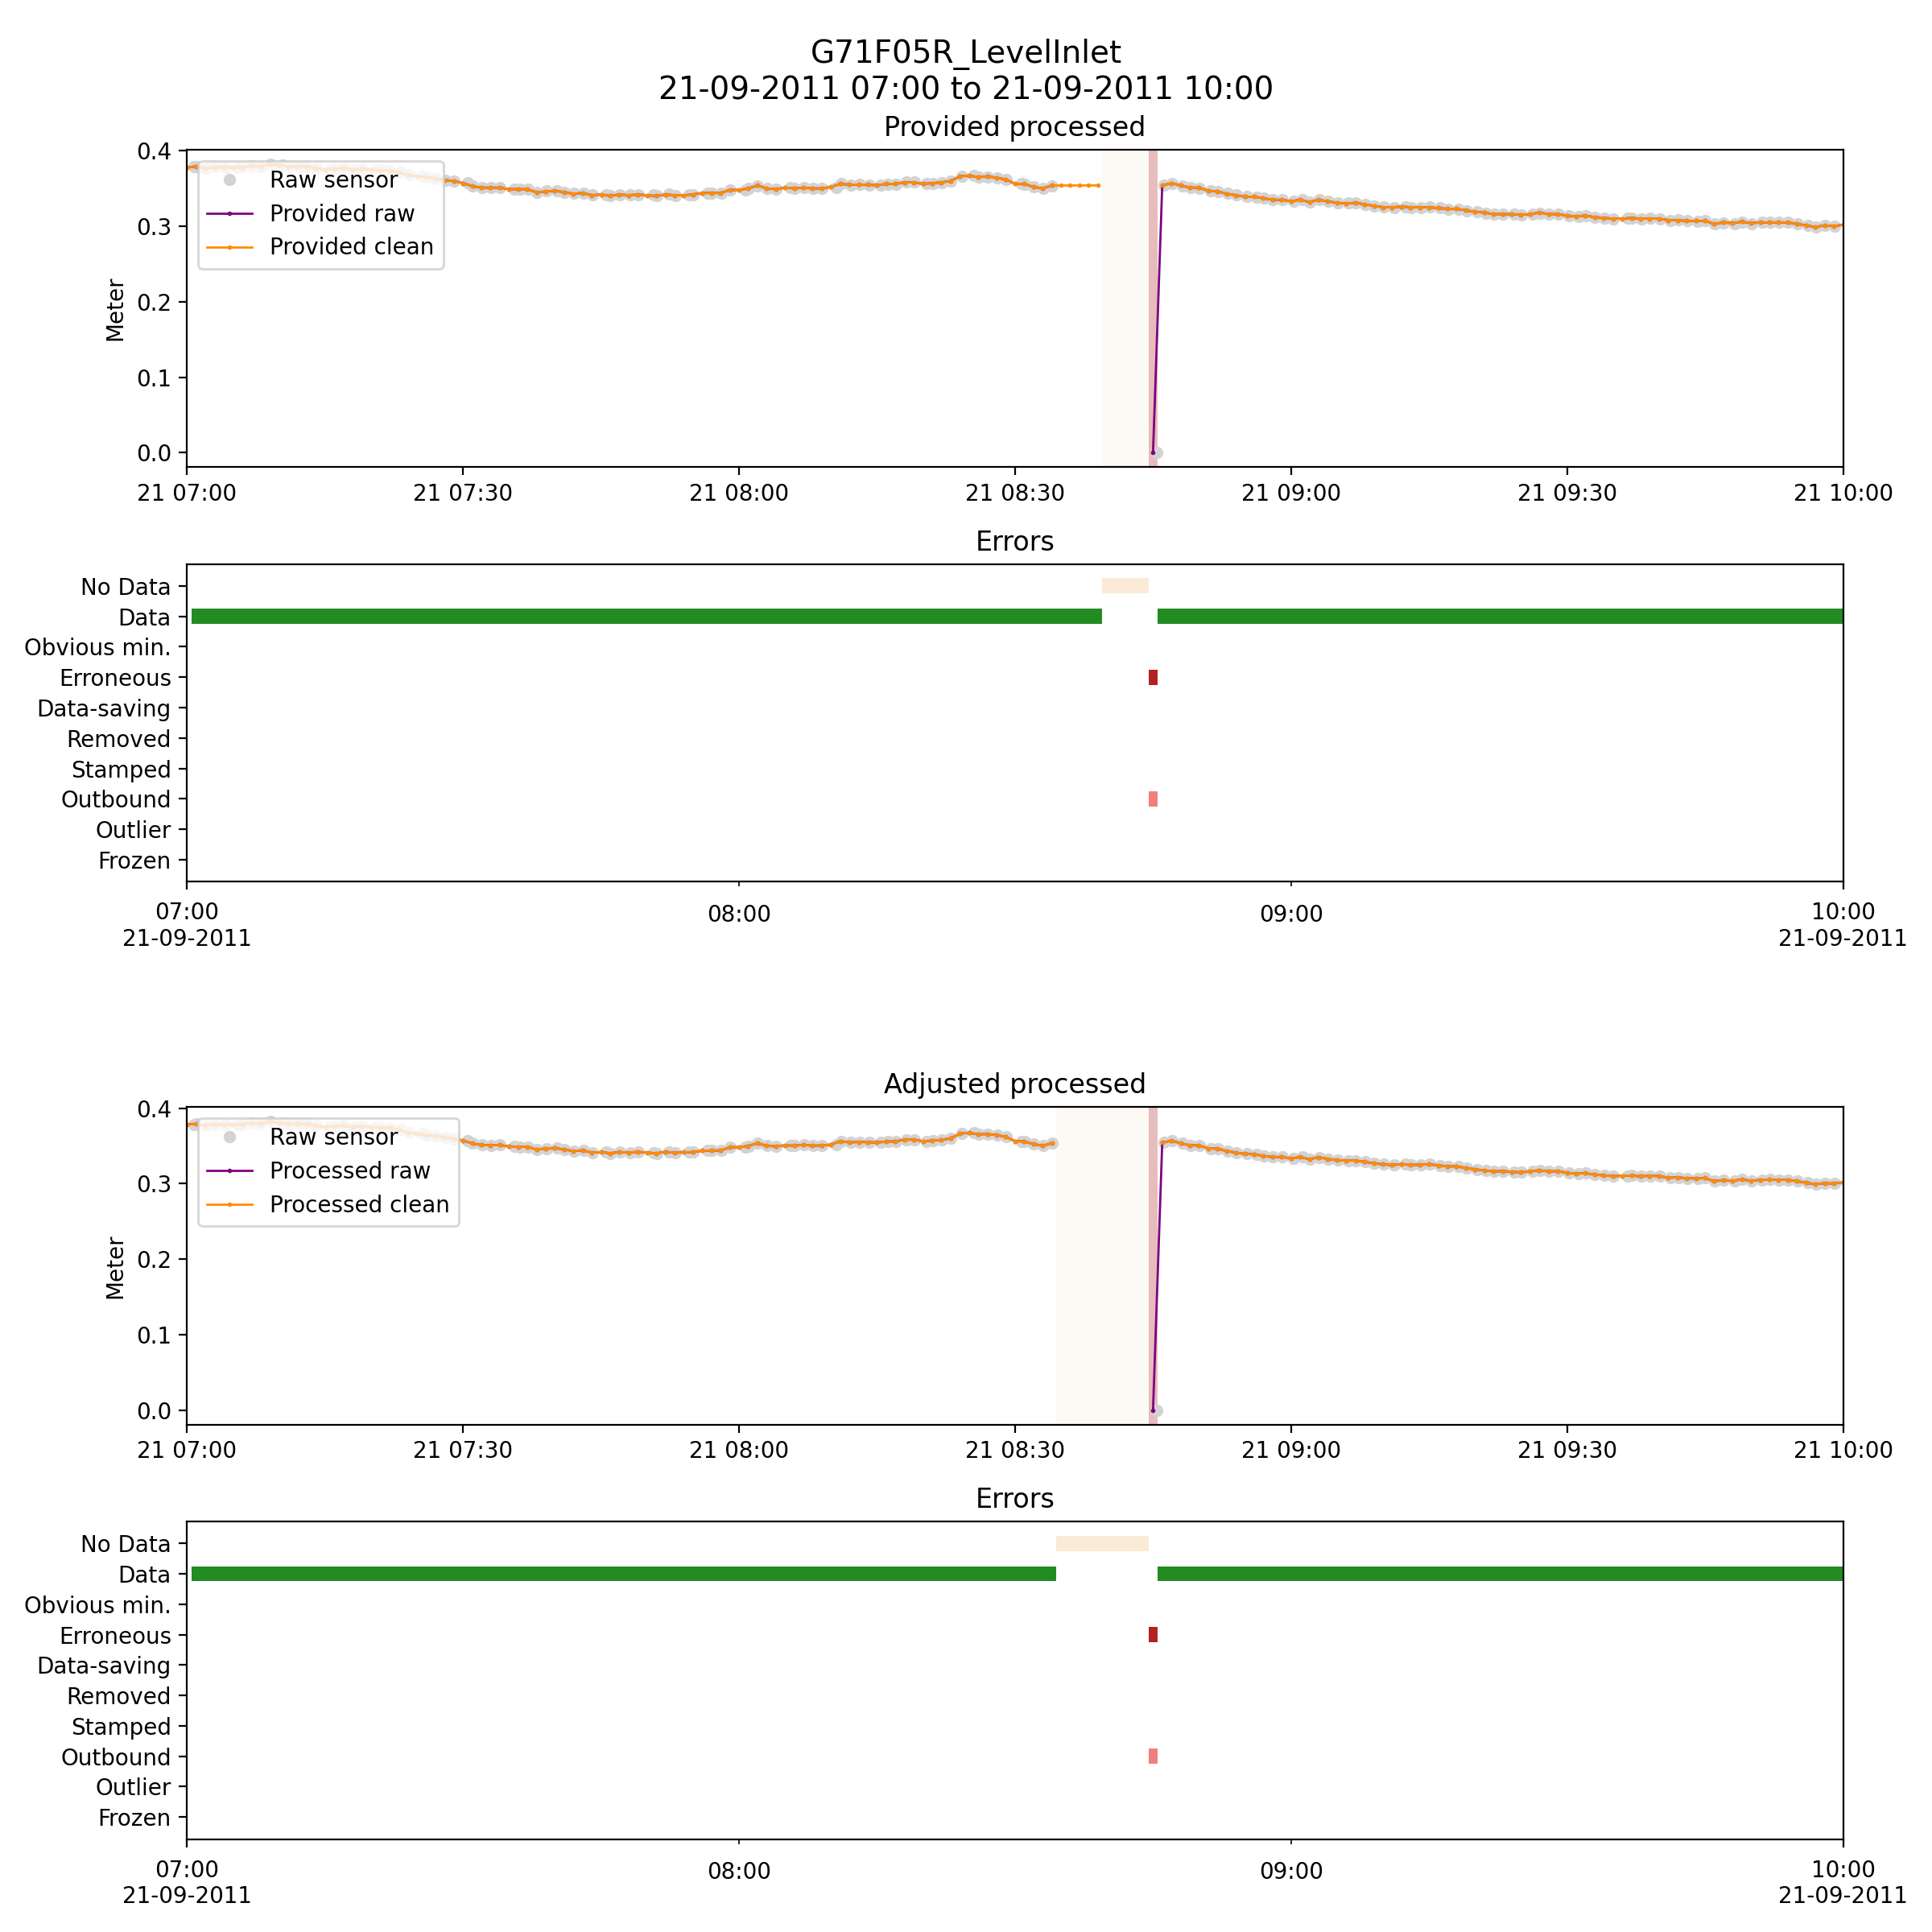 G71F05R_LevelInlet
21-09-2011 07:00 to 21-09-2011 10:00
Provided processed
0.4
0.3
0.2
0.1
0.0
Meter
Raw sensor
Provided raw
Provided clean
21 07:00 21 07:30 21 08:00 21 08:30 21 09:00 21 09:30 21 10:00
Errors
No Data
Data
Obvious min.
Erroneous
Data-saving
Removed
Stamped
Outbound
Outlier
Frozen
07:00 08:00 09:00 10:00
21-09-2011 21-09-2011
Adjusted processed
0.4
0.3
0.2
0.1
0.0
Meter
Raw sensor
Processed raw
Processed clean
21 07:00 21 07:30 21 08:00 21 08:30 21 09:00 21 09:30 21 10:00
Errors
No Data
Data
Obvious min.
Erroneous
Data-saving
Removed
Stamped
Outbound
Outlier
Frozen
07:00 08:00 09:00 10:00
21-09-2011 21-09-2011